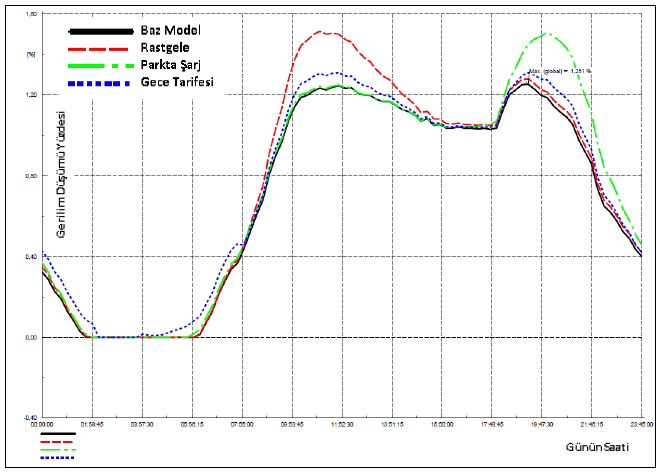 1,60
[%]
1,20
0,80
0,40
0,00
-0,40
Gerilim Düşümü Yüzdesi
Baz Model
Rastgele
Parkta Şarj
Gece Tarifesi
Max. (global) = 1,251 %
00:00:00
01:58:45
03:57:30
05:56:15
07:55:00
09:53:45
11:52:30
13:51:15
15:50:00
17:48:45
19:47:30
21:46:15
23:45:00
Günün Saati